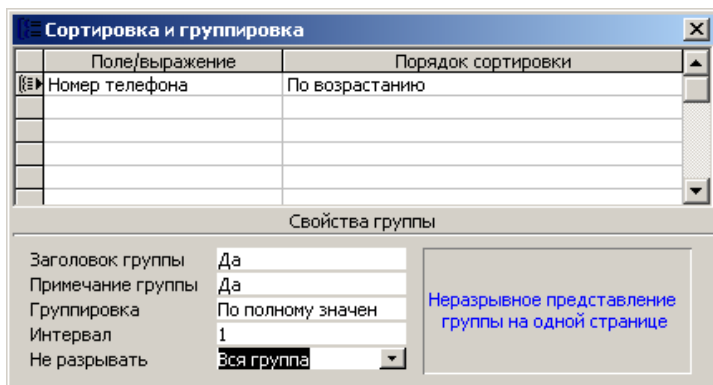 Сортировка и группировка
Поле/выражение Порядок сортировки
Номер телефона По возрастанию
Свойства группы
Заголовок группы Да
Примечание группы Да
Группировка По полному значен
Интервал 1
Не разрывать Вся группа
Неразрывное представление
группы на одной странице